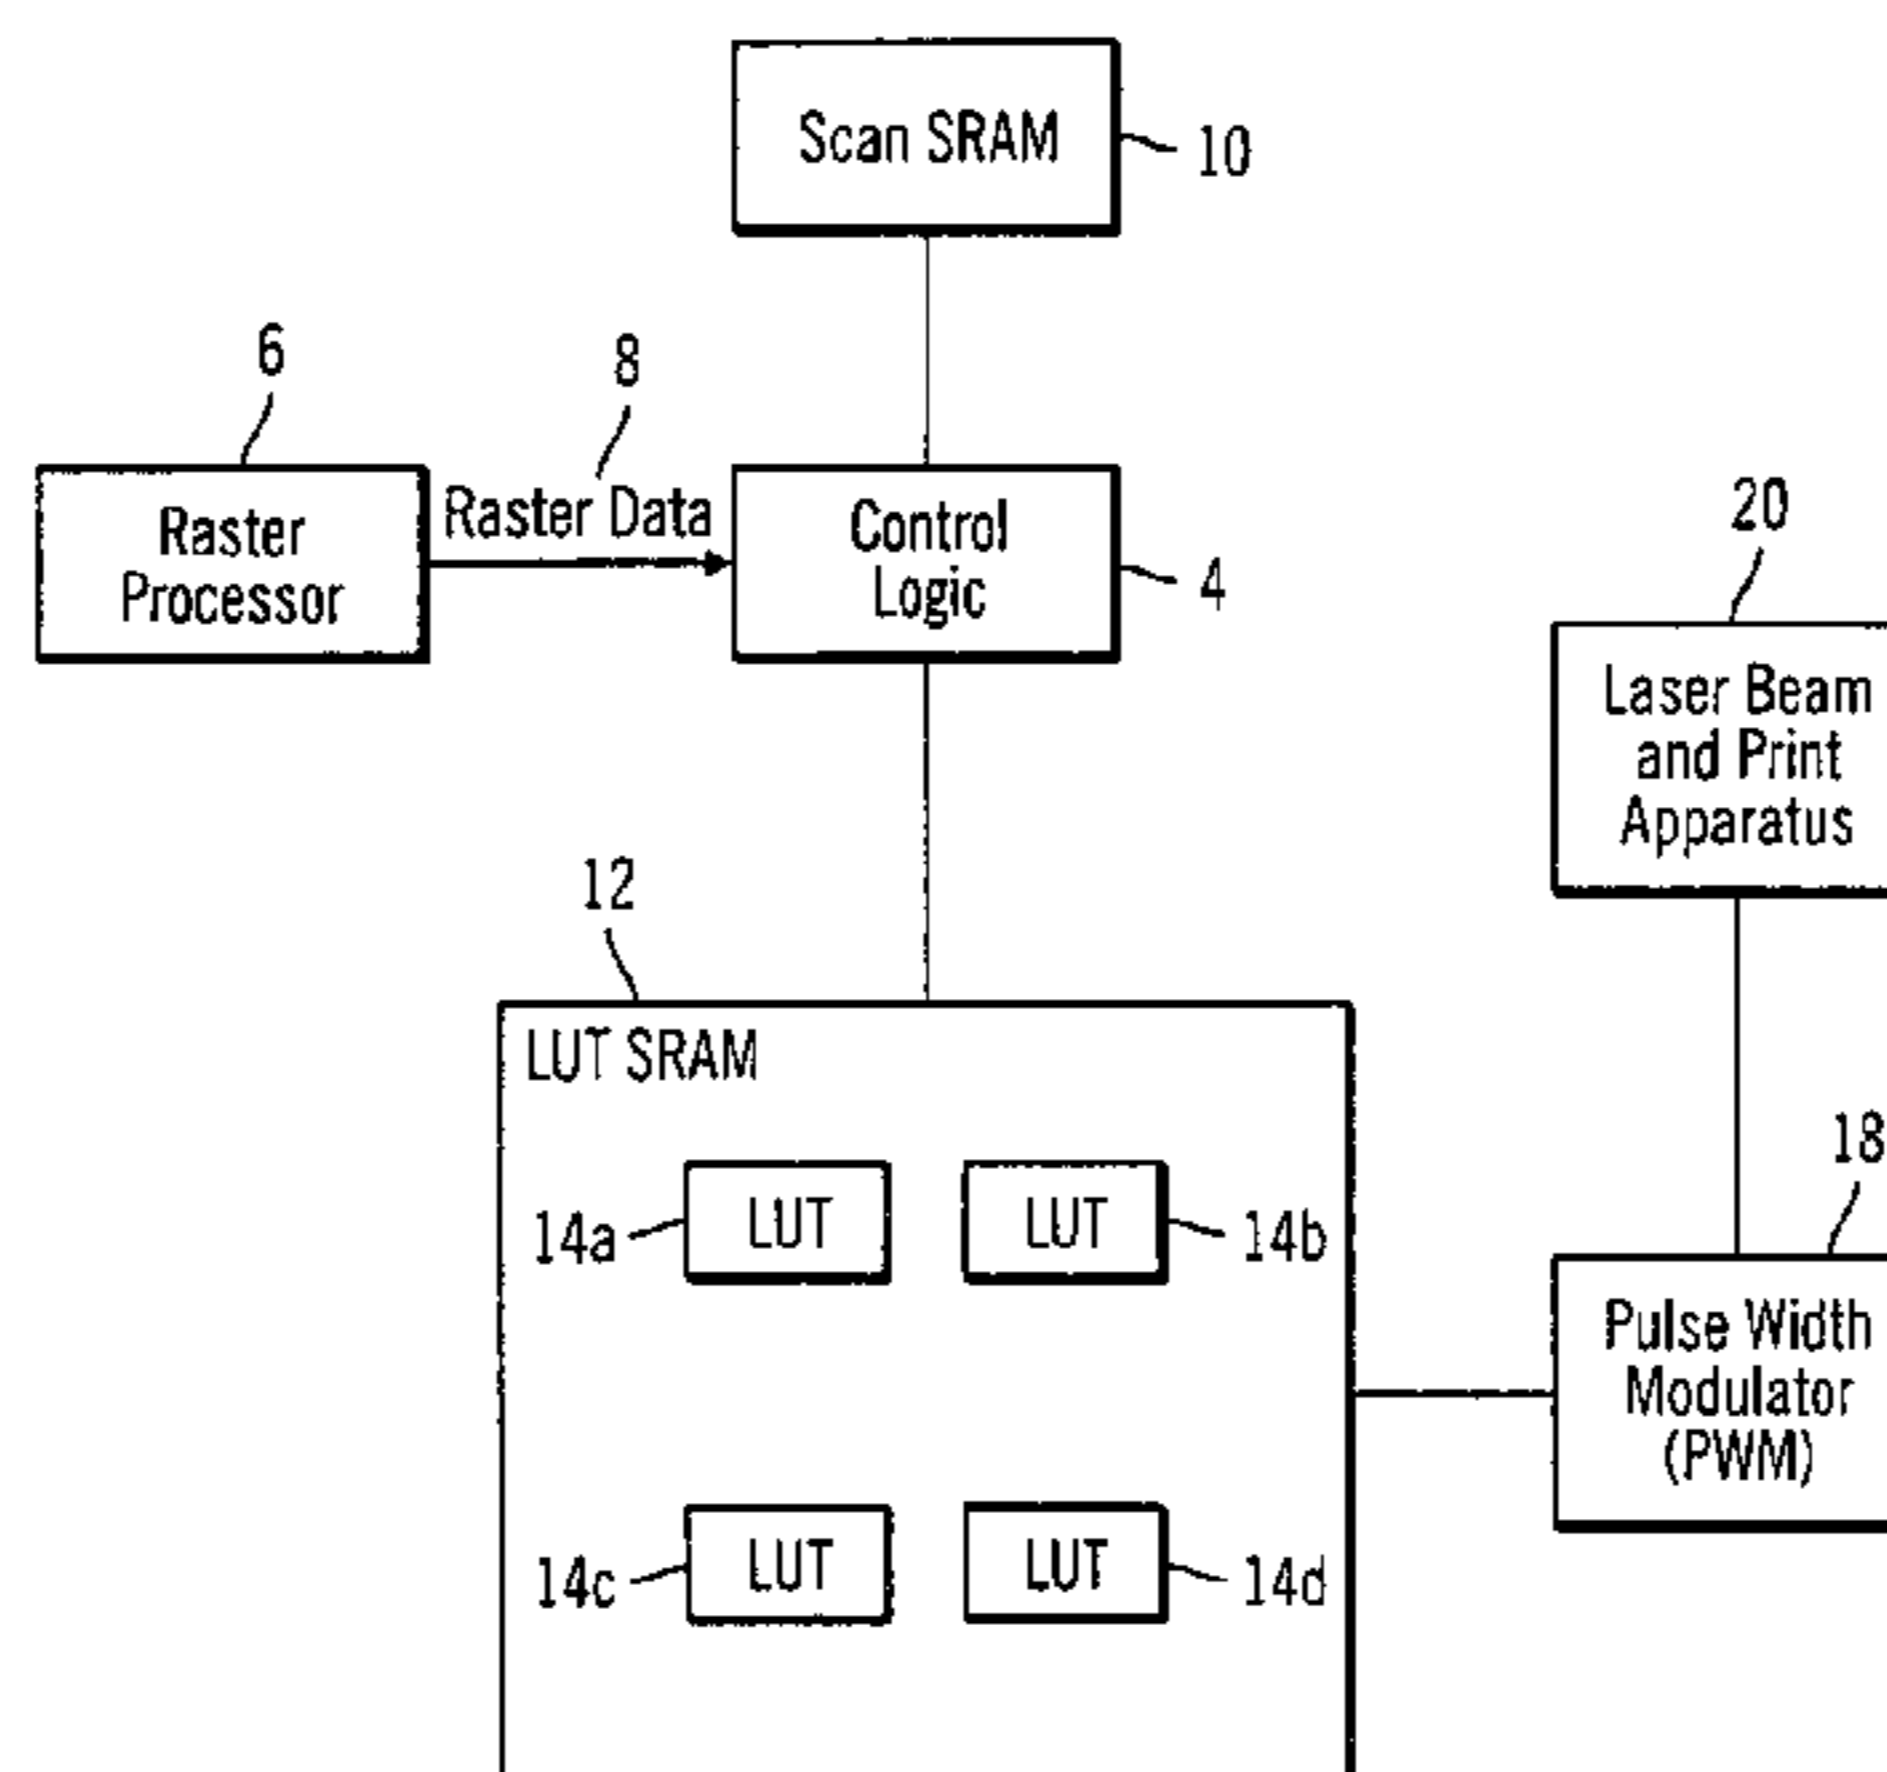 Scan SRAM
10
6
8
Raster Data
Raster
Processor
Control
Logic
4
20
Laser Beam
and Print
Apparatus
12
LUT SRAM
14a
LUT
LUT
14b
18
Pulse Width
Modulator
(PWM)
14c
LUT
LUT
14d